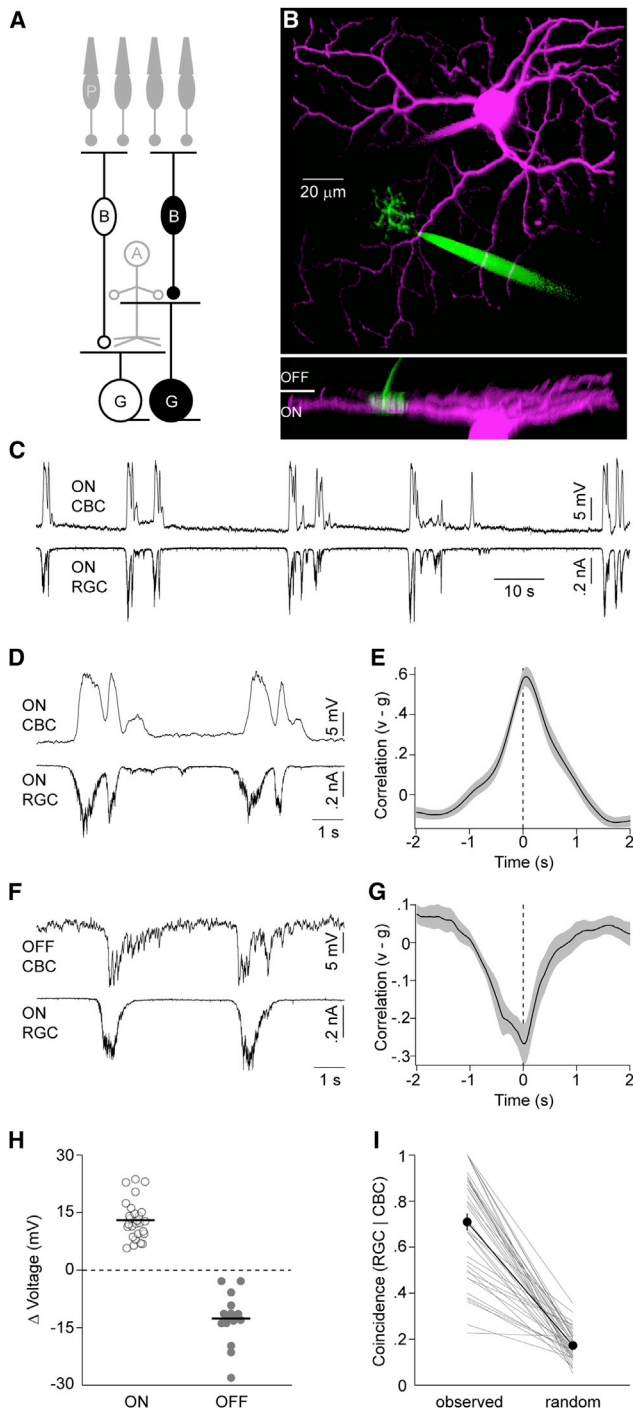 A
P
B
B
A
G
G
B
20 μm
OFF
ON
C
ON
CBC
5 mV
ON
RGC
.2 nA
10 s
D
ON
CBC
5 mV
ON
RGC
.2 nA
1 s
E
Correlation (v - g)
.6
.4
.2
0
-2
-1
0
1
2
Time (s)
F
OFF
CBC
5 mV
ON
RGC
.2 nA
1 s
G
Correlation (v - g)
.1
0
-.1
-.2
-.3
-2
-1
0
1
2
Time (s)
H
Δ Voltage (mV)
30
15
0
-15
-30
ON
OFF
I
Coincidence (RGC | CBC)
1
.8
.6
.4
.2
0
observed
random